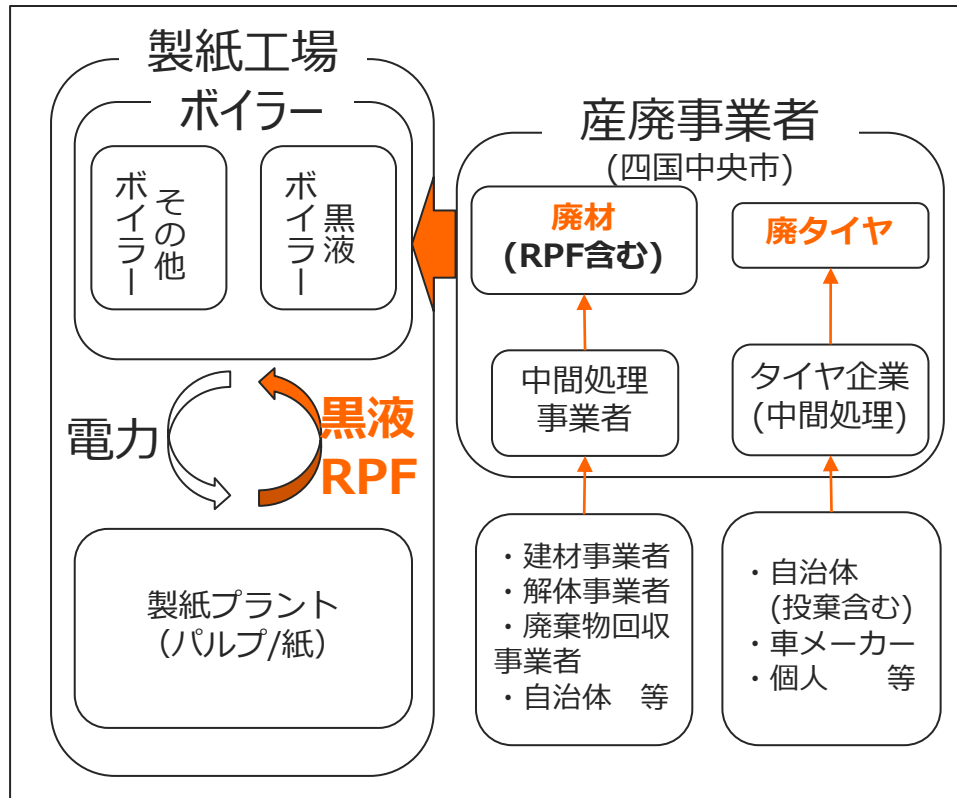 製紙工場
ボイラー
その他
ボイラー
黒液
ボイラー
電力
黒液
RPF
製紙プラント
（パルプ/紙）
産廃事業者
(四国中央市)
廃材
(RPF含む)
廃タイヤ
中間処理
事業者
タイヤ企業
(中間処理)
・建材事業者
・解体事業者
・廃棄物回収
事業者
・自治体　等
・自治体
(投棄含む)
・車メーカー
・個人　　等